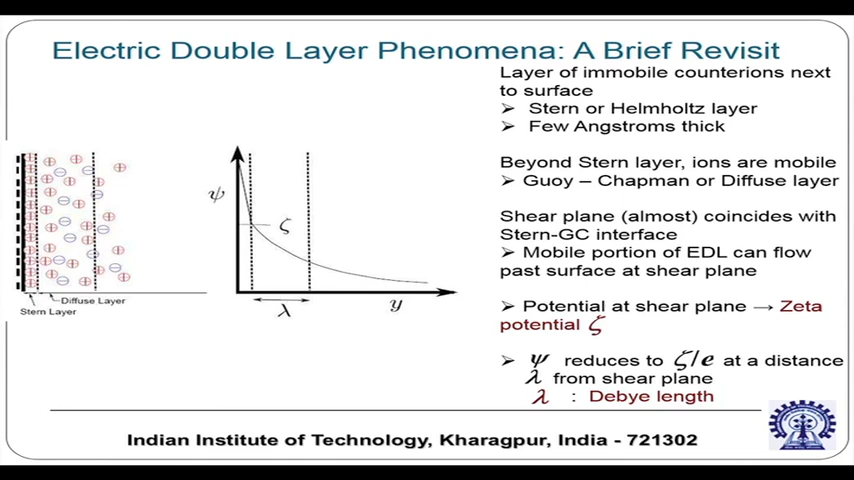 Electric Double Layer Phenomena: A Brief Revisit
Layer of immobile counterions next
to surface
➢ Stern or Helmholtz layer
➢ Few Angstroms thick
Beyond Stern layer, ions are mobile
➢ Guoy – Chapman or Diffuse layer
Shear plane (almost) coincides with
Stern-GC interface
➢ Mobile portion of EDL can flow
past surface at shear plane
➢ Potential at shear plane → Zeta
potential ζ
➢ ψ reduces to ζ/e at a distance
λ from shear plane
λ : Debye length
Diffuse Layer
Stern Layer
ψ
ζ
λ
y
Indian Institute of Technology, Kharagpur, India - 721302